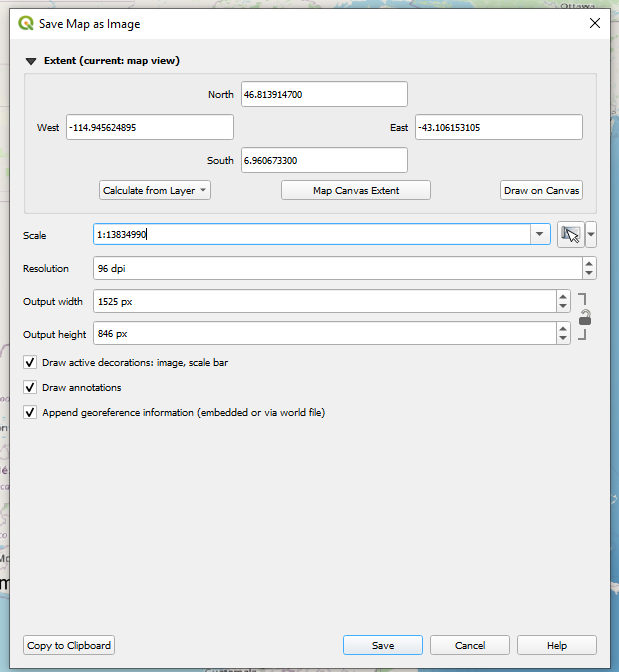 Ottawa
Save Map as Image
Extent (current: map view)
North 46.813914700
West -114.945624895 East -43.106153105
South 6.960673300
Calculate from Layer Map Canvas Extent Draw on Canvas
Scale 1:13834990
Resolution 96 dpi
Output width 1525 px
Output height 846 px
Draw active decorations: image, scale bar
Draw annotations
Append georeference information (embedded or via world file)
Copy to Clipboard Save Cancel Help